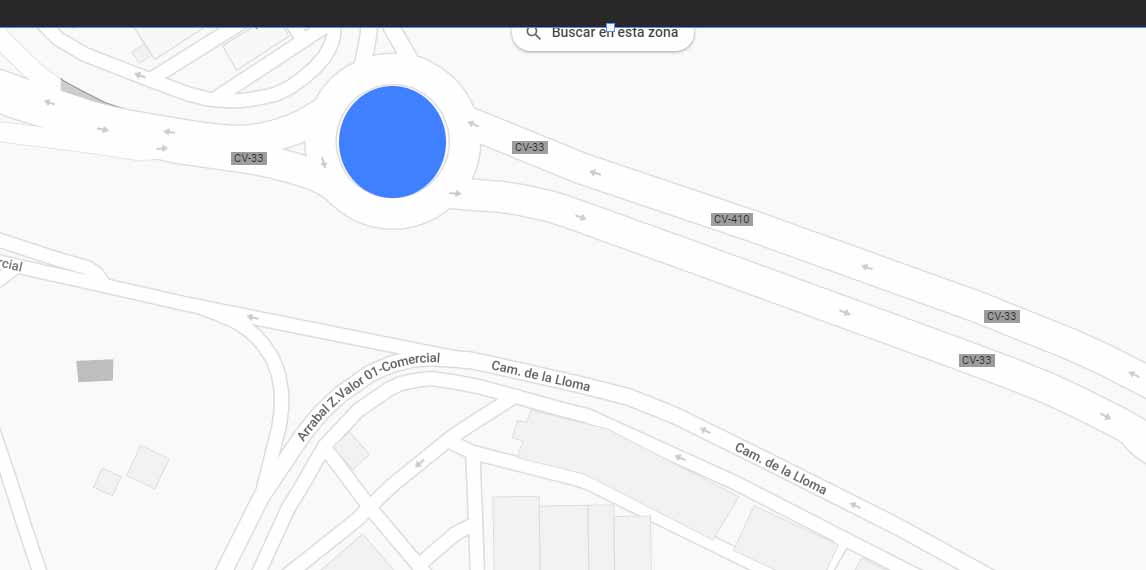 Buscar en esta zona
CV-33
CV-33
CV-410
rcial
CV-33
Arrabal Z.Valor 01-Comercial
Cam. de la Lloma
CV-33
Cam. de la Lloma